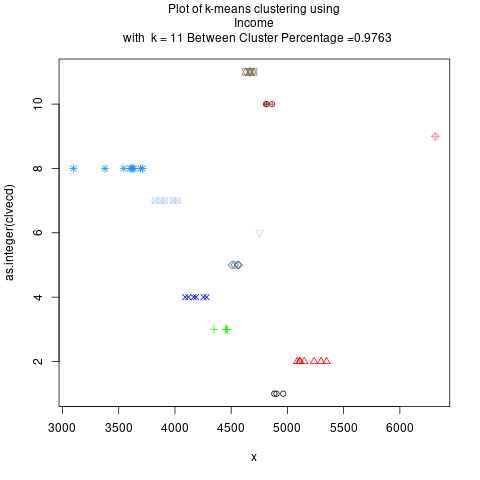 Plot of k-means clustering using
Income
with  k = 11 Between Cluster Percentage =0.9763
10
8
6
4
2
as.integer(clvecd)
3000 3500 4000 4500 5000 5500 6000
x